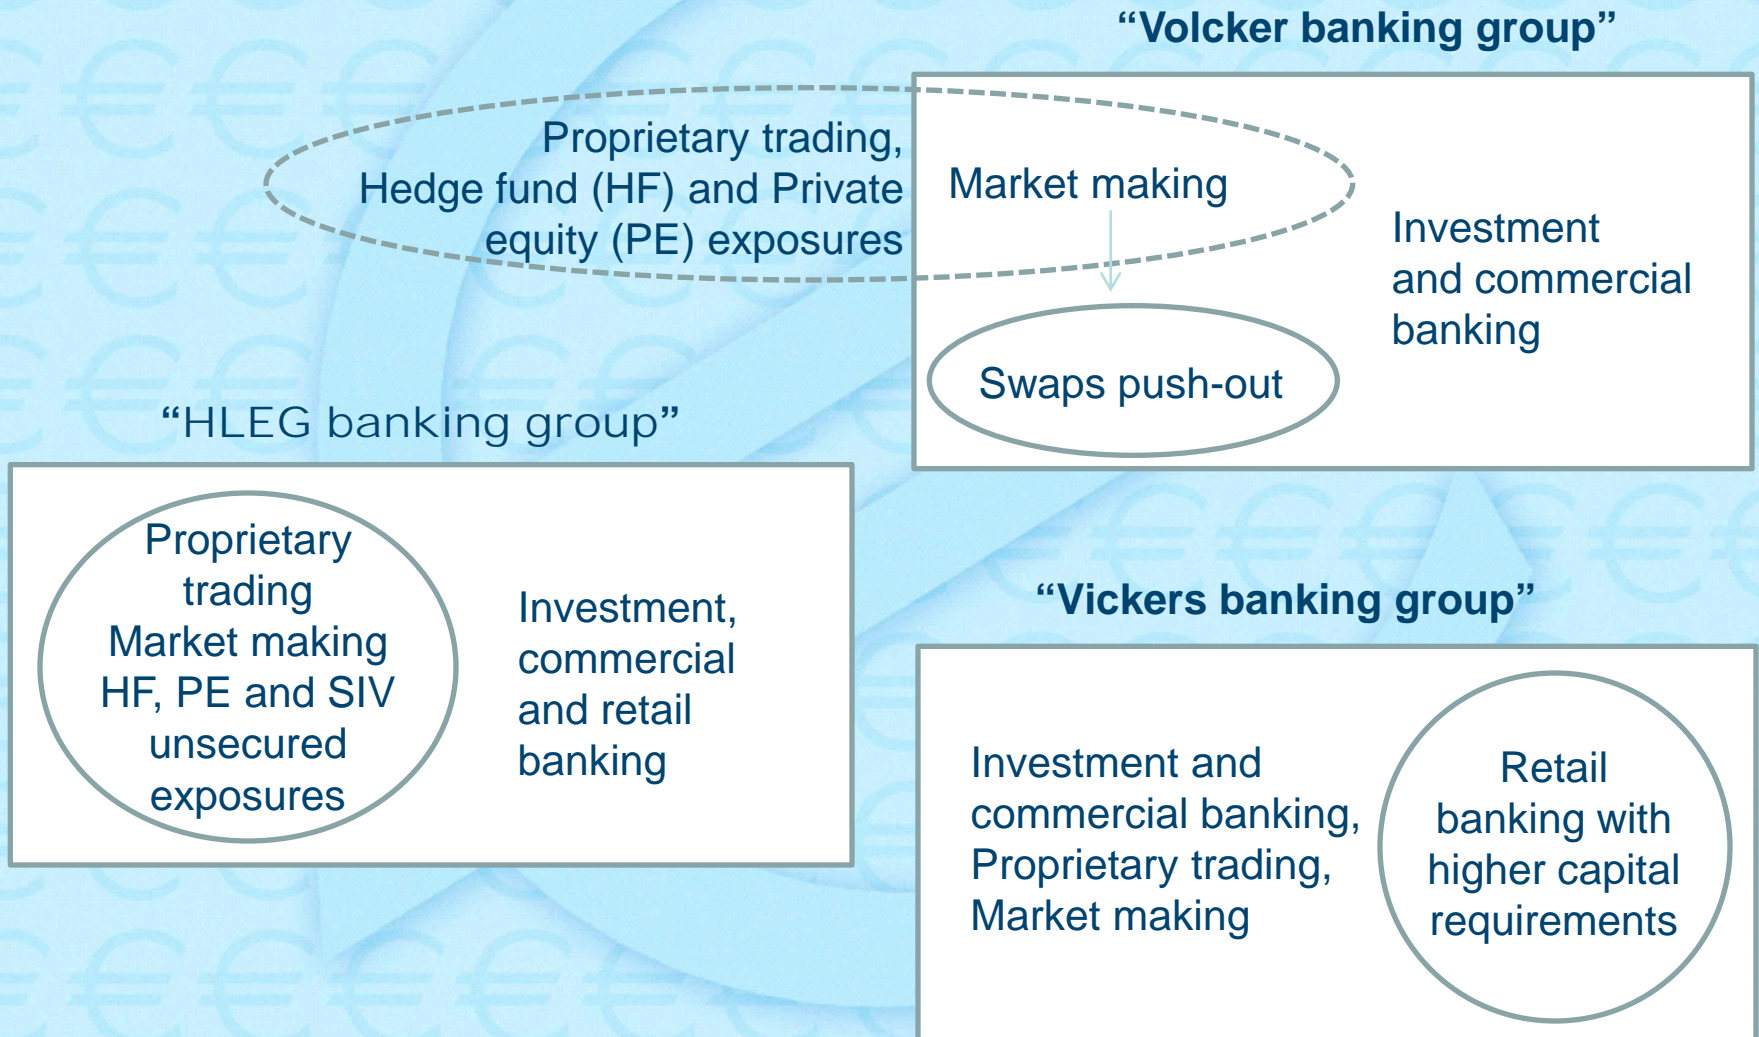 “Volcker banking group”
Proprietary trading,
Hedge fund (HF) and Private
equity (PE) exposures
Market making
Investment
and commercial
banking
Swaps push-out
“HLEG banking group”
Proprietary
trading
Market making
HF, PE and SIV
unsecured
exposures
Investment,
commercial
and retail
banking
“Vickers banking group”
Investment and
commercial banking,
Proprietary trading,
Market making
Retail
banking with
higher capital
requirements